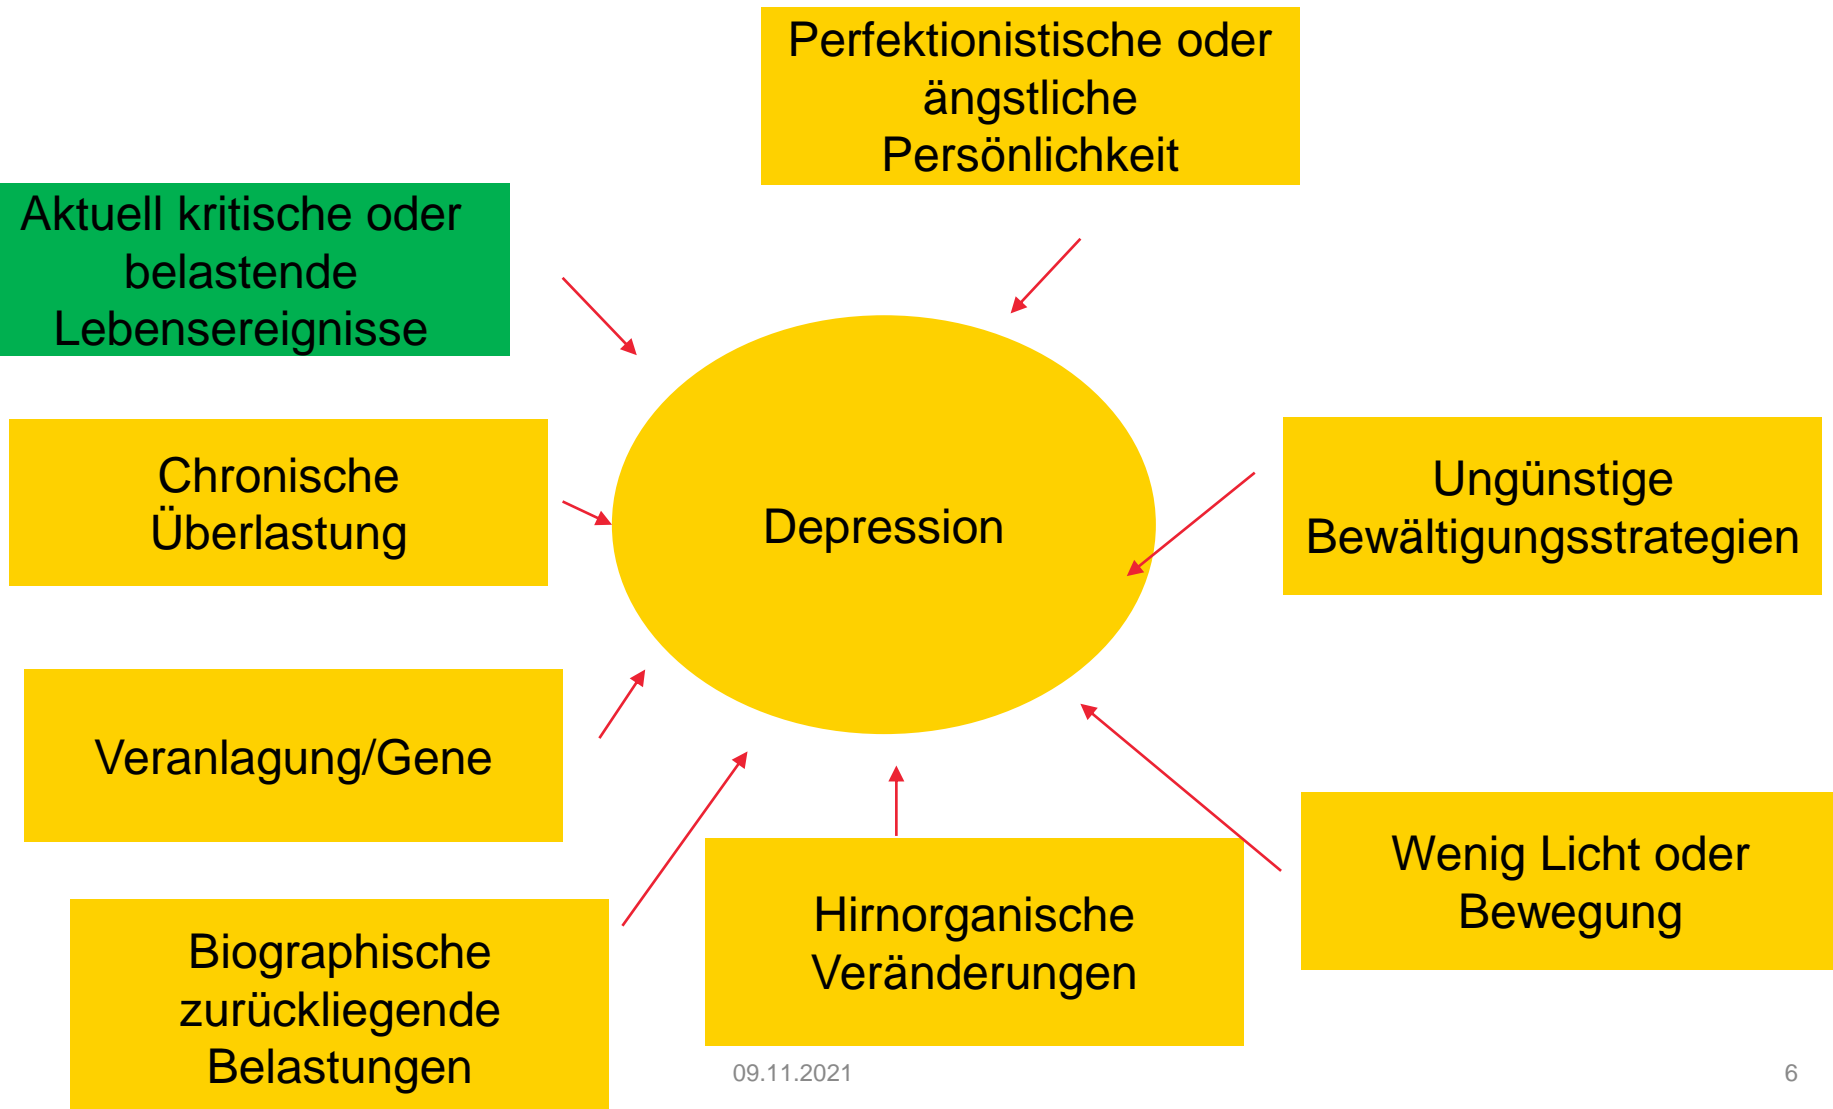 Perfektionistische oder
ängstliche
Persönlichkeit
Aktuell kritische oder
belastende
Lebensereignisse
Chronische
Überlastung
Depression
Ungünstige
Bewältigungsstrategien
Veranlagung/Gene
Wenig Licht oder
Bewegung
Hirnorganische
Veränderungen
Biographische
zurückliegende
Belastungen
09.11.2021
6